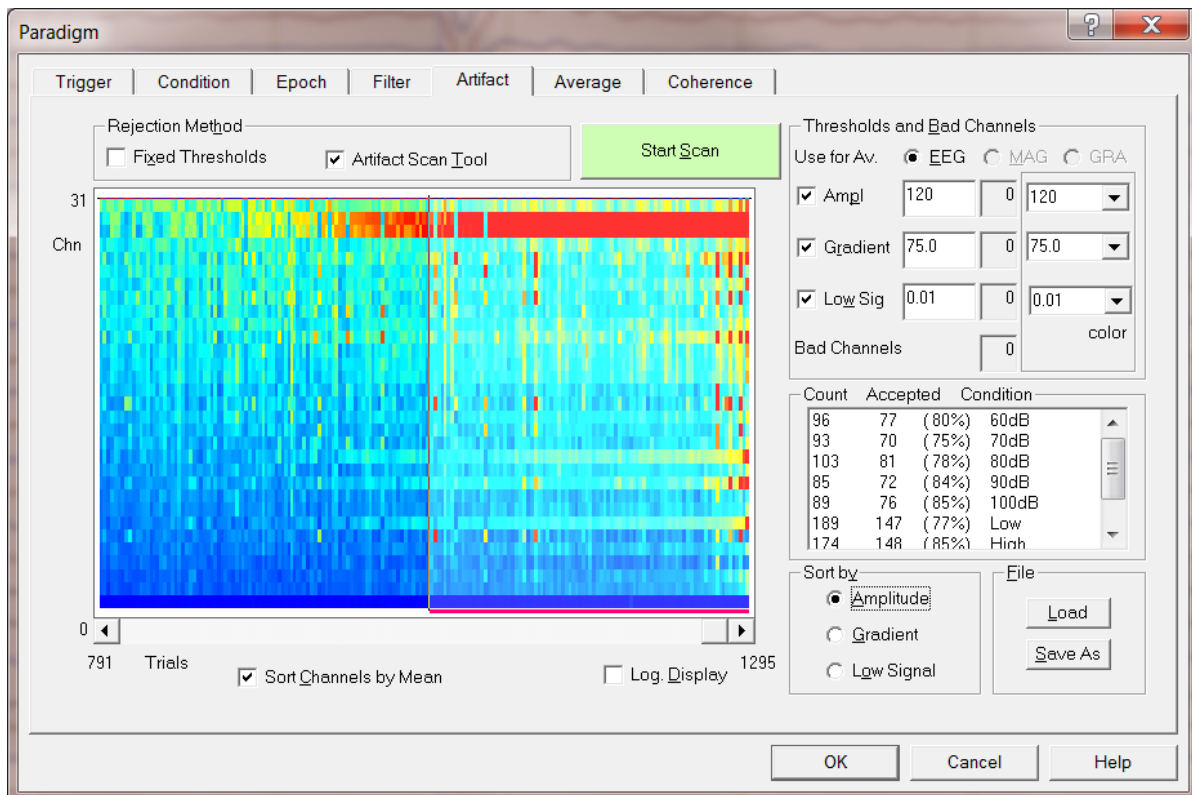 Paradigm
Trigger Condition Epoch Filter Artifact Average Coherence
Rejection Method
Fixed Thresholds Artifact Scan Tool
Start Scan
31
Chn
0
791 Trials 1295
Sort Channels by Mean Log. Display
Thresholds and Bad Channels
Use for Av. EEG MAG GRA
Ampl 120 0 120
Gradient 75.0 0 75.0
Low Sig 0.01 0 0.01
color
Bad Channels 0
Count Accepted Condition
96 77 (80%) 60dB
93 70 (75%) 70dB
103 81 (78%) 80dB
85 72 (84%) 90dB
89 76 (85%) 100dB
189 147 (77%) Low
174 148 (85%) High
Sort by
Amplitude
Gradient
Low Signal
File
Load
Save As
OK Cancel Help